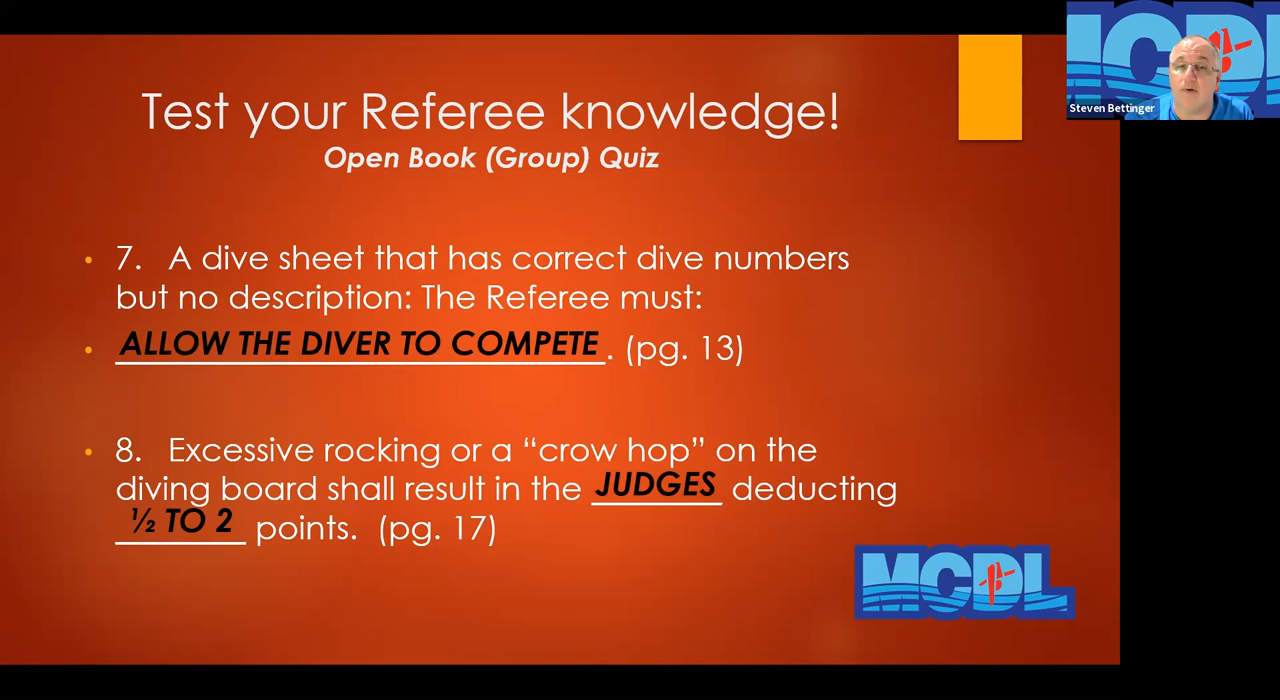 MCDL
Steven Bettinger
Test your Referee knowledge!
Open Book (Group) Quiz
• 7. A dive sheet that has correct dive numbers
but no description: The Referee must:
• ALLOW THE DIVER TO COMPETE. (pg. 13)
• 8. Excessive rocking or a “crow hop” on the
diving board shall result in the JUDGES deducting
½ TO 2 points. (pg. 17)
MCDL